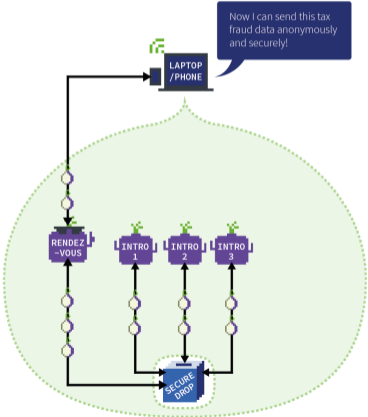 Now I can send this tax
fraud data anonymously
and securely!
LAPTOP
/PHONE
RENDEZ
-VOUS
INTRO
1
INTRO
2
INTRO
3
SECURE
DROP